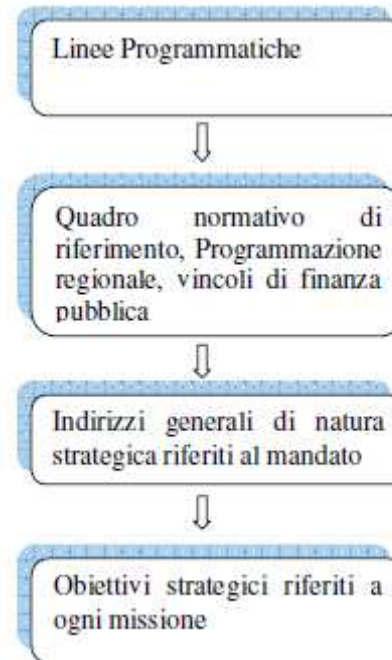 Linee Programmatiche
Quadro normativo di
riferimento, Programmazione
regionale, vincoli di finanza
pubblica
Indirizzi generali di natura
strategica riferiti al mandato
Obiettivi strategici riferiti a
ogni missione